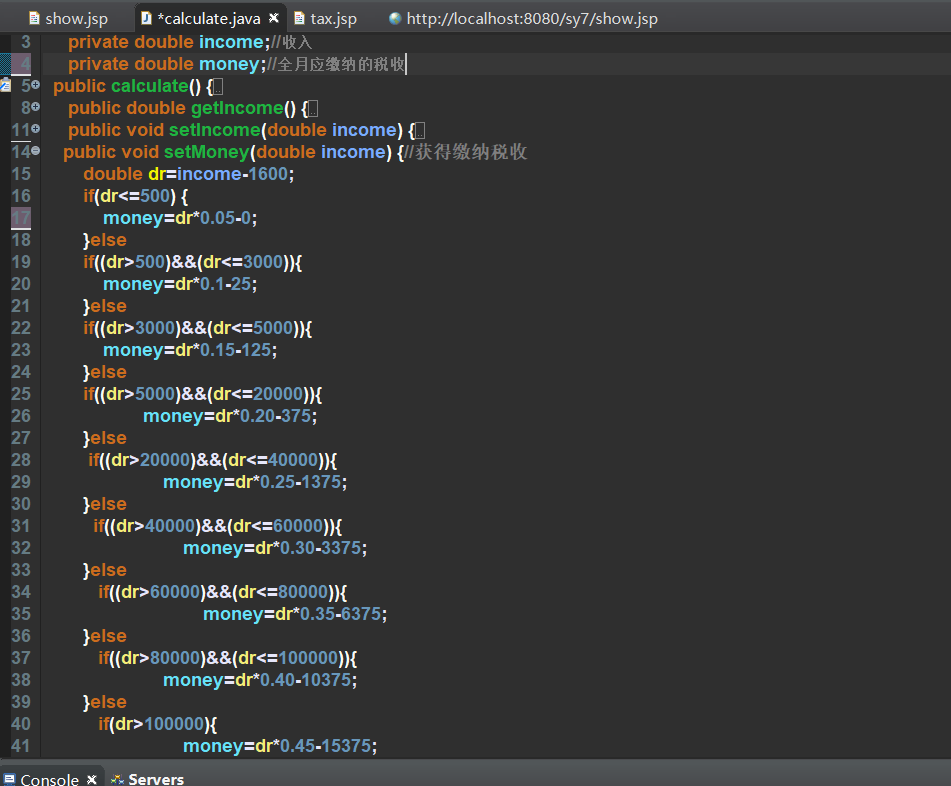 show.jsp *calculate.java tax.jsp http://localhost:8080/sy7/show.jsp
3 private double income;//收入
4 private double money;//全月应缴纳的税收
5 public calculate() {
8 public double getIncome() {
11 public void setIncome(double income) {
14 public void setMoney(double income) {//获得缴纳税收
15 double dr=income-1600;
16 if(dr<=500) {
17 money=dr*0.05-0;
18 }else
19 if((dr>500)&&(dr<=3000)){
20 money=dr*0.1-25;
21 }else
22 if((dr>3000)&&(dr<=5000)){
23 money=dr*0.15-125;
24 }else
25 if((dr>5000)&&(dr<=20000)){
26 money=dr*0.20-375;
27 }else
28 if((dr>20000)&&(dr<=40000)){
29 money=dr*0.25-1375;
30 }else
31 if((dr>40000)&&(dr<=60000)){
32 money=dr*0.30-3375;
33 }else
34 if((dr>60000)&&(dr<=80000)){
35 money=dr*0.35-6375;
36 }else
37 if((dr>80000)&&(dr<=100000)){
38 money=dr*0.40-10375;
39 }else
40 if(dr>100000){
41 money=dr*0.45-15375;
Console Servers